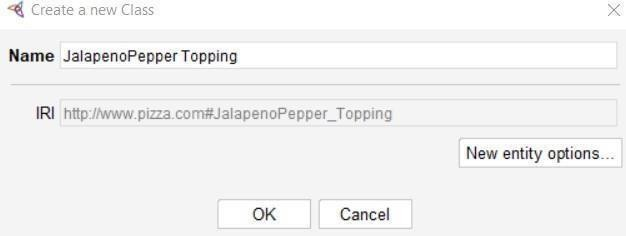 Create a new Class
Name JalapenoPepper Topping
IRI http://www.pizza.com#JalapenoPepper_Topping
New entity options...
OK Cancel